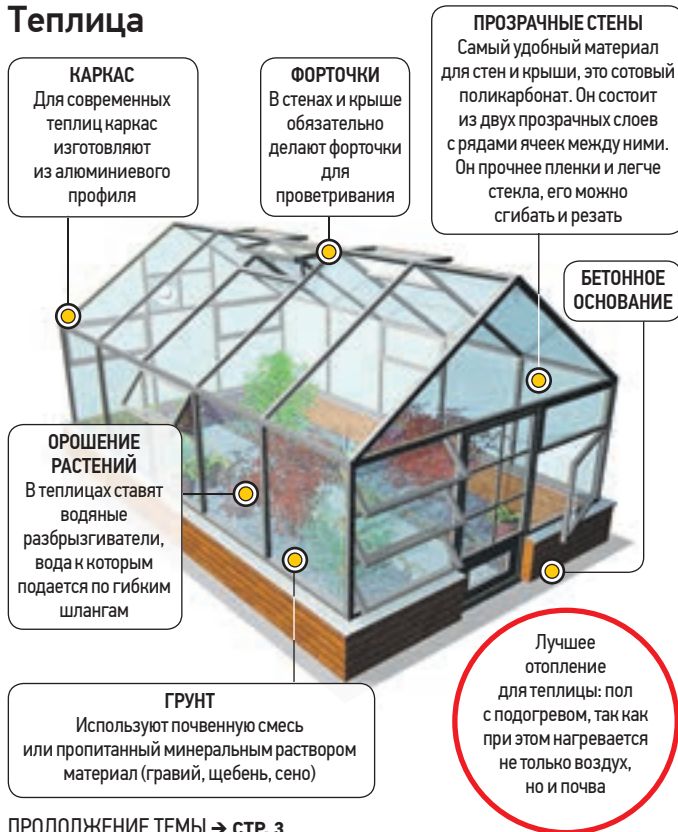 Теплица
КАРКАС
Для современных
теплиц каркас
изготовляют
из алюминиевого
профиля
ФОРТОЧКИ
В стенах и крыше
обязательно
делают форточки
для
проветривания
ПРОЗРАЧНЫЕ СТЕНЫ
Самый удобный материал
для стен и крыши, это сотовый
поликарбонат. Он состоит
из двух прозрачных слоев
с рядами ячеек между ними.
Он прочнее пленки и легче
стекла, его можно
сгибать и резать
БЕТОННОЕ
ОСНОВАНИЕ
ОРОШЕНИЕ
РАСТЕНИЙ
В теплицах ставят
водяные
разбрызгиватели,
вода к которым
подается по гибким
шлангам
ГРУНТ
Используют почвенную смесь
или пропитанный минеральным раствором
материал (гравий, щебень, сено)
Лучшее
отопление
для теплицы: пол
с подогревом, так как
при этом нагревается
не только воздух,
но и почва
ПРОДОЛЖЕНИЕ ТЕМЫ → СТР. 3